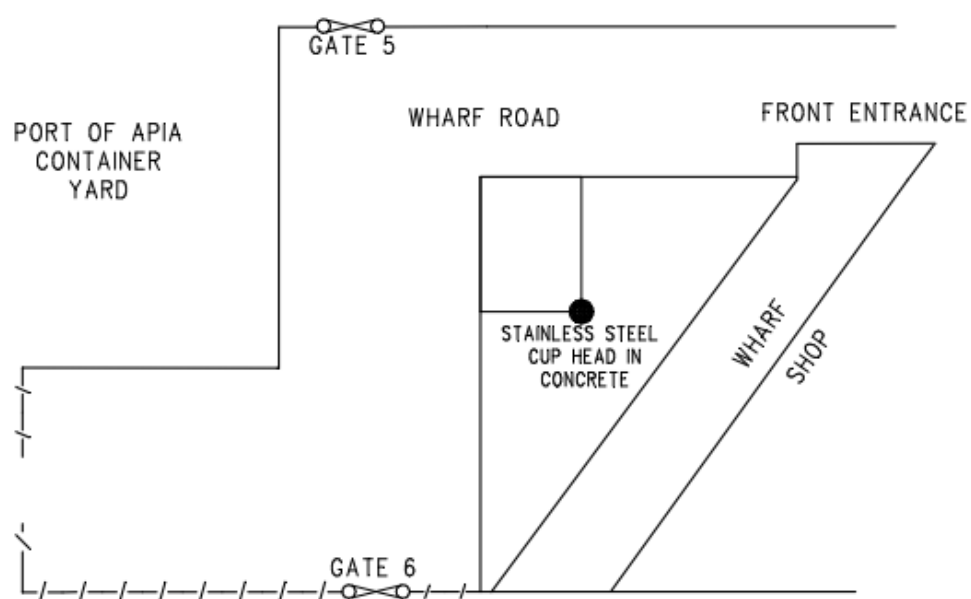 GATE 5
WHARF ROAD
FRONT ENTRANCE
PORT OF APIA
CONTAINER
YARD
STAINLESS STEEL
CUP HEAD IN
CONCRETE
WHARF
SHOP
GATE 6